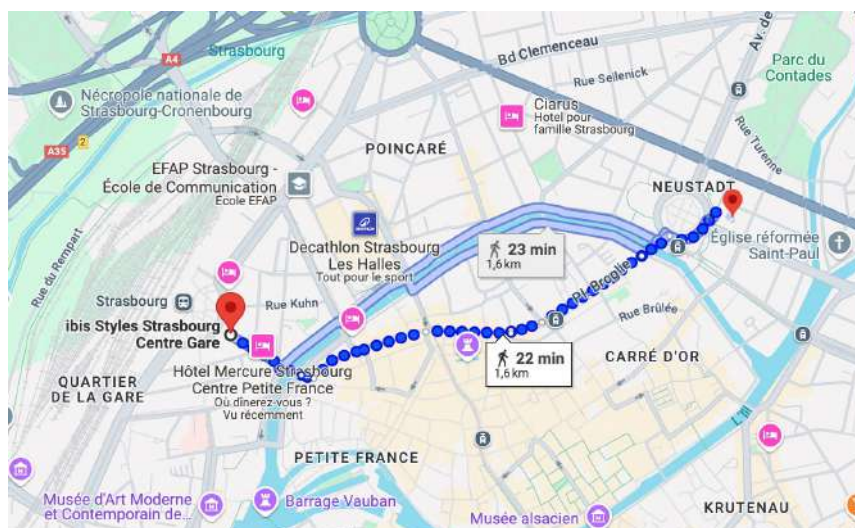 A4
Strasbourg
Bd Clemenceau
Av. de
Parc du
Contades
Rue Sellenick
Nécropole nationale de
Strasbourg-Cronenbourg
Ciarus
Hotel pour
famille Strasbourg
Rue Turenne
A35
2
POINCARÉ
EFAP Strasbourg -
École de Communication
École EFAP
NEUSTADT
Decathlon Strasbourg
Les Halles
Tout pour le sport
23 min
1,6 km
Église réformée
Saint-Paul
Rue du Rempart
Strasbourg
Rue Kuhn
Pl. Broglie
Rue Brûlée
ibis Styles Strasbourg
Centre Gare
22 min
1,6 km
CARRÉ D'OR
Hôtel Mercure Strasbourg
Centre Petite France
Où dînerez-vous ?
Vu récemment
QUARTIER
DE LA GARE
L'Ill
PETITE FRANCE
Musée d'Art Moderne
et Contemporain de...
Barrage Vauban
Musée alsacien
KRUTENAU